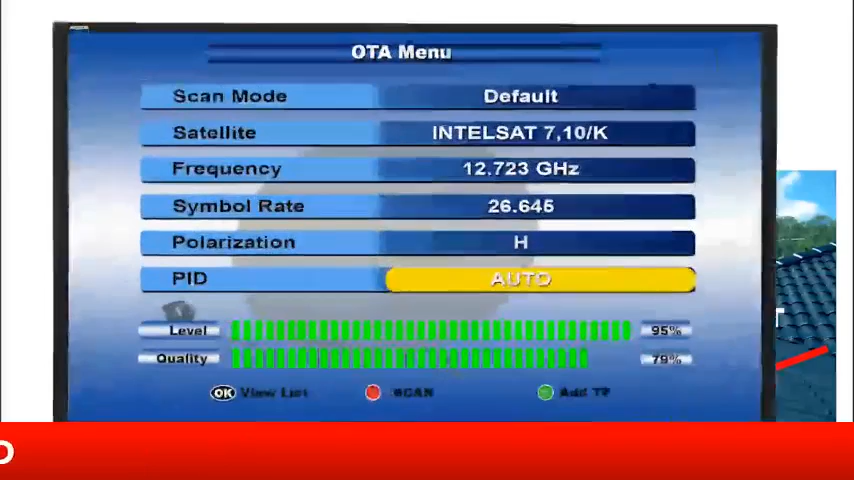 OTA Menu
Scan Mode Default
Satellite INTELSAT 7,10/K
Frequency 12.723 GHz
Symbol Rate 26.645
Polarization H
PID AUTO
Level 95%
Quality 79%
OK View List SCAN Add TP
T
O